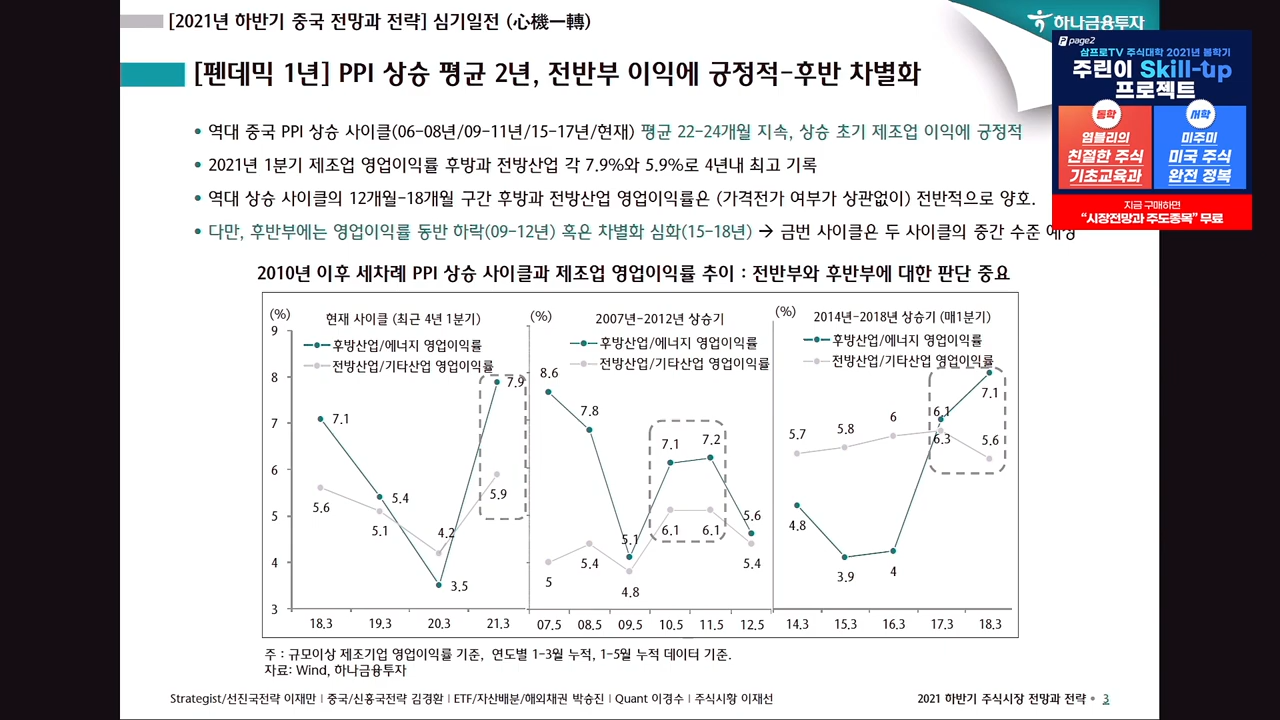 [2021년 하반기 중국 전망과 전략] 심기일전 (心機一轉)
하나금융투자
[펜데믹 1년] PPI 상승 평균 2년, 전반부 이익에 긍정적-후반 차별화
page2
삼프로TV 주식대학 2021년 봄학기
주린이 Skill-up
프로젝트
동학
염블리의
친절한 주식
기초교육과
서학
미주미
미국 주식
완전 정복
지금 구매하면
"시장전망과 주도종목" 무료
• 역대 중국 PPI 상승 사이클(06-08년/09-11년/15-17년/현재) 평균 22-24개월 지속, 상승 초기 제조업 이익에 긍정적
• 2021년 1분기 제조업 영업이익률 후방과 전방산업 각 7.9%와 5.9%로 4년내 최고 기록
• 역대 상승 사이클의 12개월-18개월 구간 후방과 전방산업 영업이익률은 (가격전가 여부가 상관없이) 전반적으로 양호.
• 다만, 후반부에는 영업이익률 동반 하락(09-12년) 혹은 차별화 심화(15-18년) → 금번 사이클은 두 사이클의 중간 수준 예상
2010년 이후 세차례 PPI 상승 사이클과 제조업 영업이익률 추이 : 전반부와 후반부에 대한 판단 중요
(%)
현재 사이클 (최근 4년 1분기)
후방산업/에너지 영업이익률
전방산업/기타산업 영업이익률
9
8
7
6
5
4
3
7.1
5.4
3.5
7.9
5.6
5.1
4.2
5.9
18.3 19.3 20.3 21.3
(%)
2007년-2012년 상승기
후방산업/에너지 영업이익률
전방산업/기타산업 영업이익률
8.6
7.8
5.1
7.1
7.2
5.6
5
5.4
4.8
6.1
6.1
5.4
07.5 08.5 09.5 10.5 11.5 12.5
(%)
2014년-2018년 상승기 (매1분기)
후방산업/에너지 영업이익률
전방산업/기타산업 영업이익률
5.7
5.8
6
6.1
7.1
4.8
3.9
4
6.3
5.6
14.3 15.3 16.3 17.3 18.3
주 : 규모이상 제조기업 영업이익률 기준, 연도별 1-3월 누적, 1-5월 누적 데이터 기준.
자료: Wind, 하나금융투자
Strategist/선진국전략 이재만 | 중국/신흥국전략 김경환 | ETF/자산배분/해외채권 박승진 | Quant 이경수 | 주식시황 이재선
2021 하반기 주식시장 전망과 전략 • 3